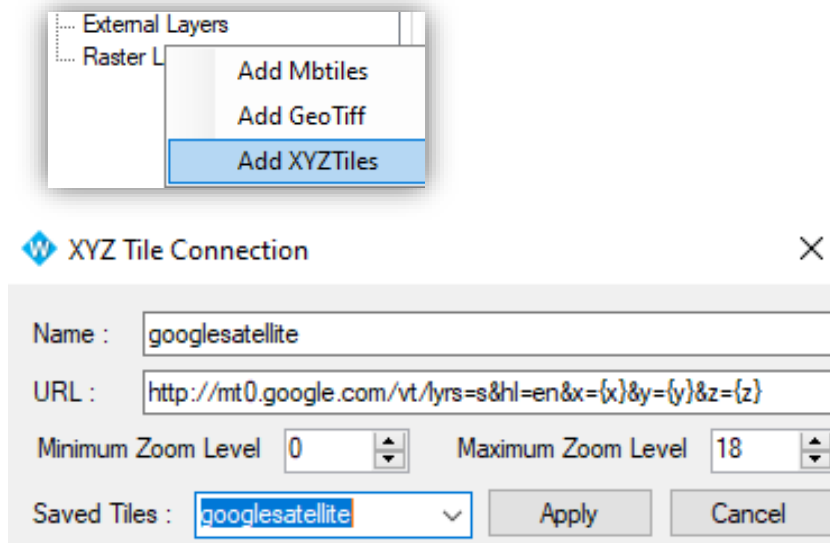 External Layers
Raster L
Add Mbtiles
Add GeoTiff
Add XYZTiles
W XYZ Tile Connection
Name : googlesatellite
URL : http://mt0.google.com/vt/lyrs=s&hl=en&x={x}&y={y}&z={z}
Minimum Zoom Level 0 Maximum Zoom Level 18
Saved Tiles : googlesatellite Apply Cancel